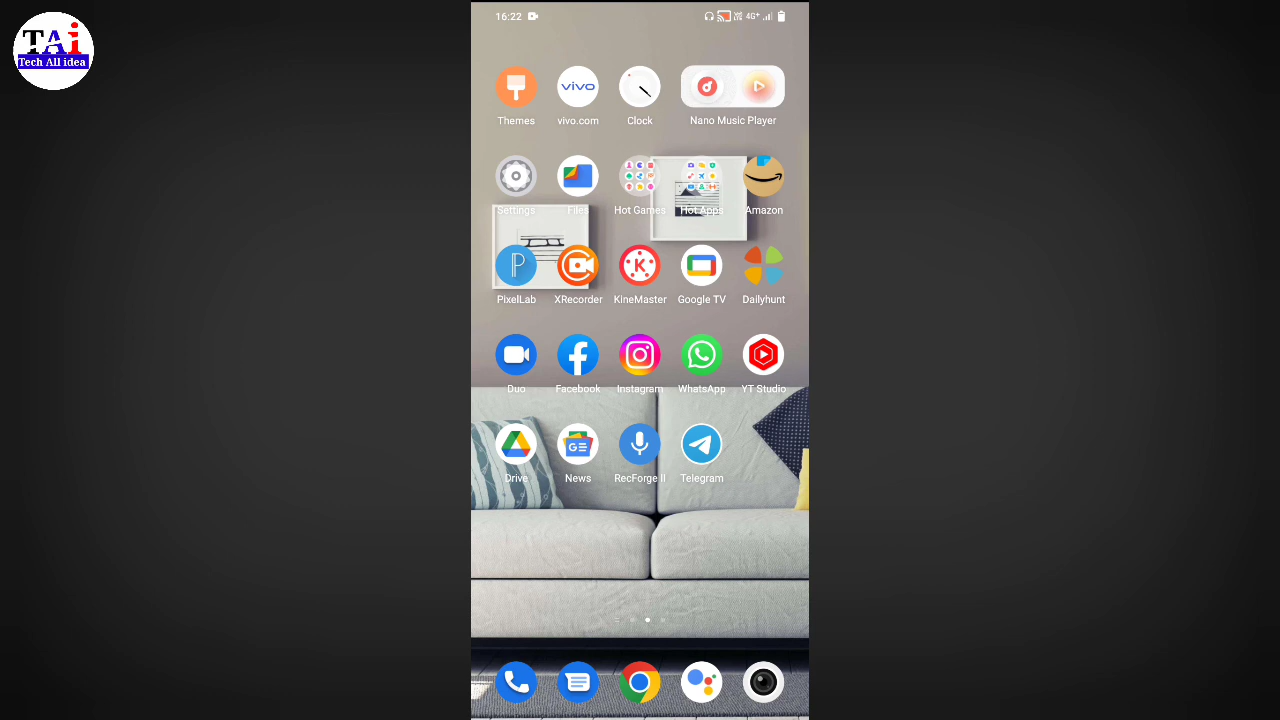 TAi
Tech All idea
16:22
4G+
Themes
vivo.com
Clock
Nano Music Player
vivo
Settings
Files
Hot Games
Hot Apps
Amazon
PixelLab
XRecorder
KineMaster
Google TV
Dailyhunt
Duo
Facebook
Instagram
WhatsApp
YT Studio
Drive
News
RecForge II
Telegram